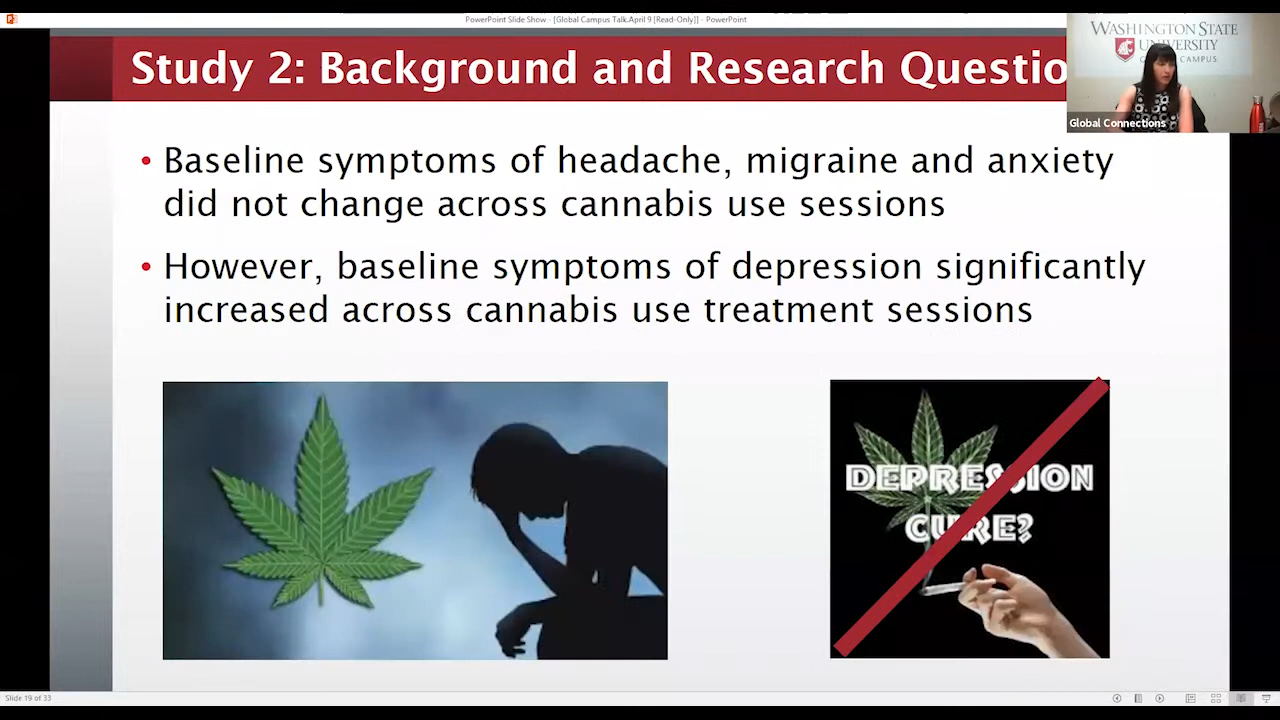 PowerPoint Slide Show - [Global Campus Talk.April 9 [Read-Only]] - PowerPoint
Study 2: Background and Research Questio
WASHINGTON STATE
UNIVERSITY
CAMPUS
Global Connections
• Baseline symptoms of headache, migraine and anxiety
did not change across cannabis use sessions
• However, baseline symptoms of depression significantly
increased across cannabis use treatment sessions
DEPRESSION
CURE?
Slide 19 of 33